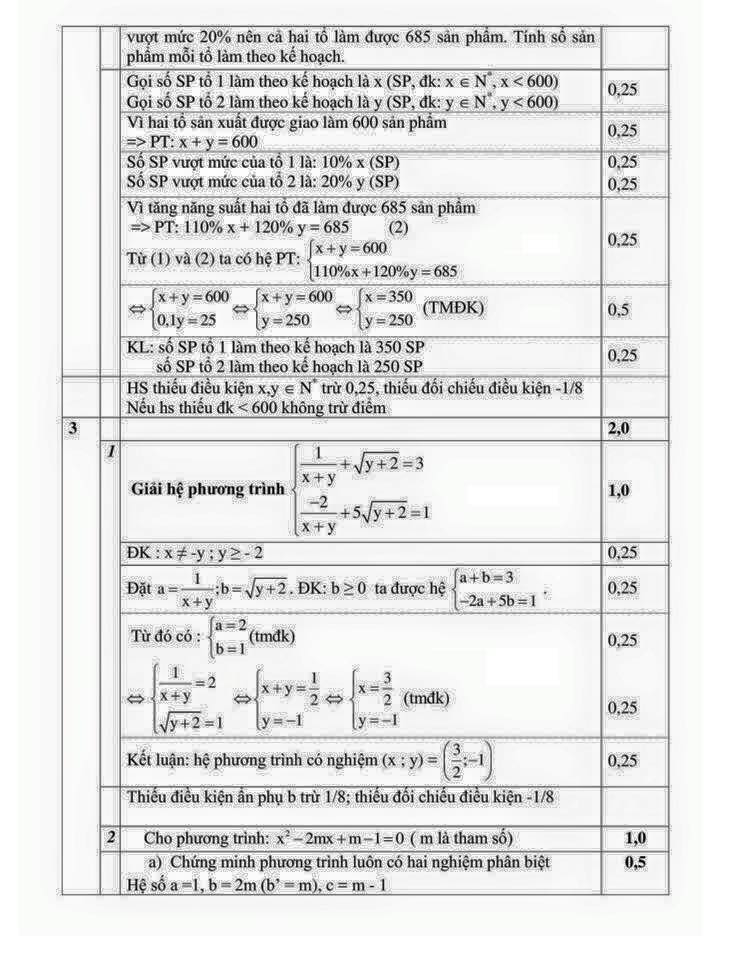 vượt mức 20% nên cả hai tổ làm được 685 sản phẩm. Tính số sản
phẩm mỗi tổ làm theo kế hoạch.
Gọi số SP tổ 1 làm theo kế hoạch là x (SP, đk: x ∈ N*, x < 600)
Gọi số SP tổ 2 làm theo kế hoạch là y (SP, đk: y ∈ N*, y < 600)
0,25
Vì hai tổ sản xuất được giao làm 600 sản phẩm
=> PT: x + y = 600
0,25
Số SP vượt mức của tổ 1 là: 10% x (SP) 0,25
Số SP vượt mức của tổ 2 là: 20% y (SP) 0,25
Vì tăng năng suất hai tổ đã làm được 685 sản phẩm
=> PT: 110% x + 120% y = 685 (2)
Từ (1) và (2) ta có hệ PT: { x + y = 600 ; 110%x + 120%y = 685
0,25
⇔ { x + y = 600 ; 0,1y = 25 ⇔ { x + y = 600 ; y = 250 ⇔ { x = 350 ; y = 250 (TMĐK) 0,5
KL: số SP tổ 1 làm theo kế hoạch là 350 SP
số SP tổ 2 làm theo kế hoạch là 250 SP
0,25
HS thiếu điều kiện x,y ∈ N* trừ 0,25, thiếu đối chiếu điều kiện -1/8
Nếu hs thiếu đk < 600 không trừ điểm
3 2,0
1 Giải hệ phương trình { 1/(x+y) + √(y+2) = 3 ; -2/(x+y) + 5√(y+2) = 1 1,0
ĐK : x ≠ -y ; y ≥ - 2 0,25
Đặt a = 1/(x+y) ; b = √(y+2) . ĐK: b ≥ 0 ta được hệ { a + b = 3 ; -2a + 5b = 1 . 0,25
Từ đó có : { a = 2 ; b = 1 (tmđk) 0,25
⇔ { 1/(x+y) = 2 ; √(y+2) = 1 ⇔ { x + y = 1/2 ; y = -1 ⇔ { x = 3/2 ; y = -1 (tmđk) 0,25
Kết luận: hệ phương trình có nghiệm (x ; y) = (3/2 ; -1) 0,25
Thiếu điều kiện ẩn phụ b trừ 1/8; thiếu đối chiếu điều kiện -1/8
2 Cho phương trình: x² - 2mx + m - 1 = 0 ( m là tham số) 1,0
a) Chứng minh phương trình luôn có hai nghiệm phân biệt 0,5
Hệ số a =1, b = 2m (b' = m), c = m - 1